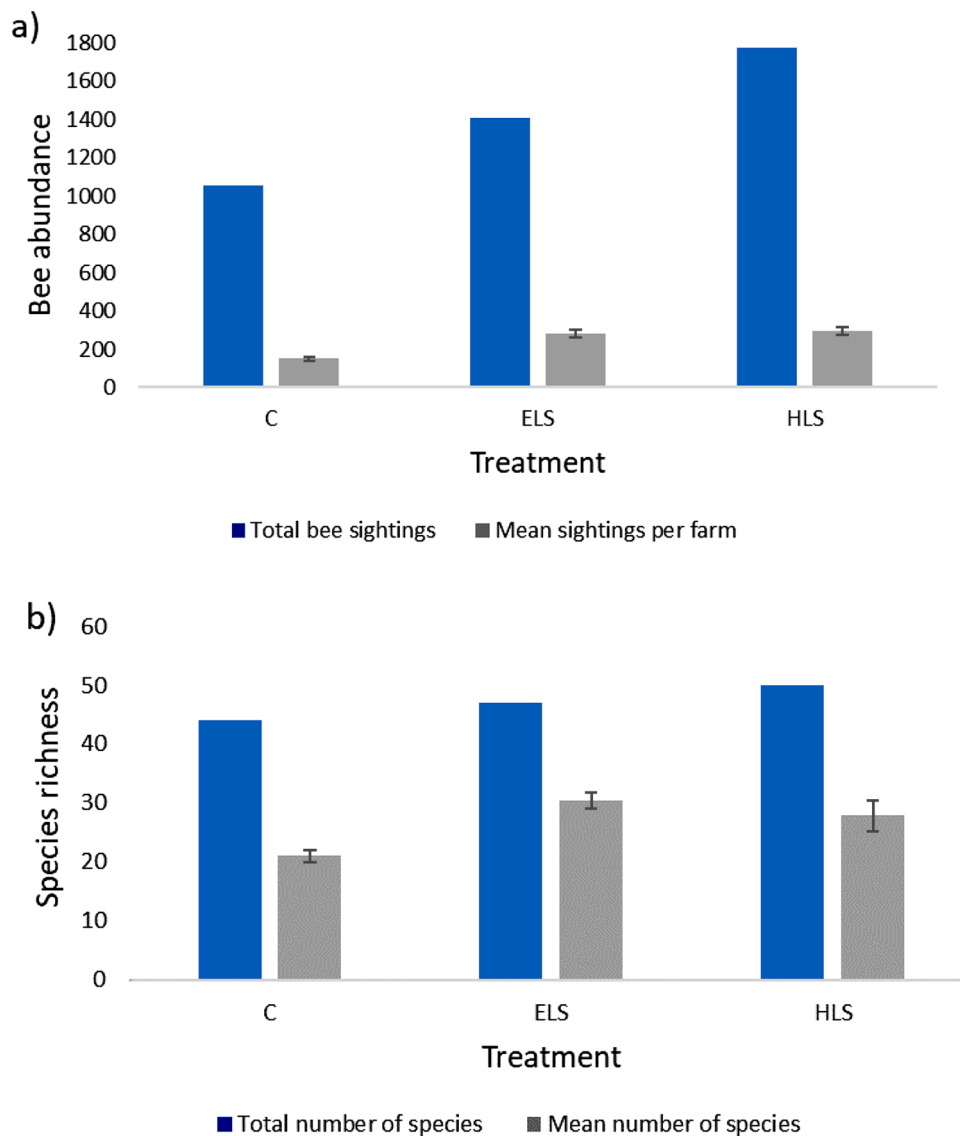 a)
1800
1600
1400
1200
1000
800
600
400
200
0
Bee abundance
C ELS HLS
Treatment
Total bee sightings Mean sightings per farm
b)
60
50
40
30
20
10
0
Species richness
C ELS HLS
Treatment
Total number of species Mean number of species